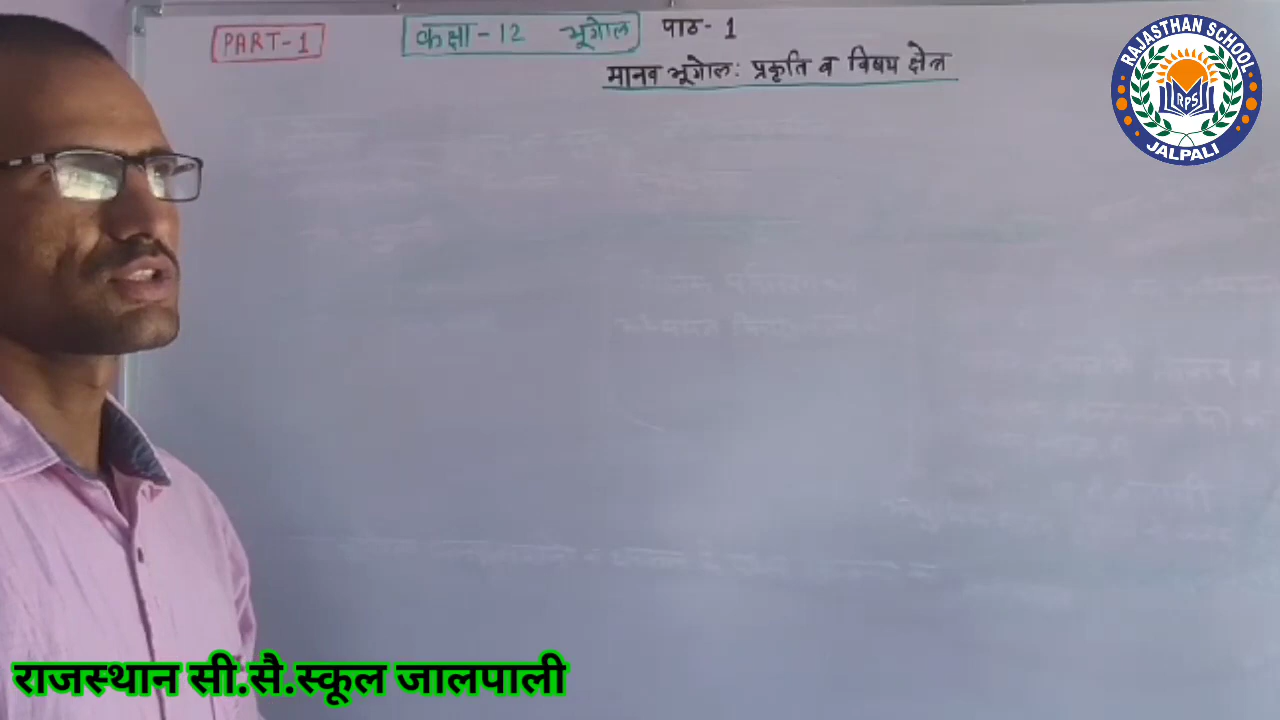 PART-1
कक्षा-12 भूगोल पाठ-1
मानव भूगोल: प्रकृति व विषय क्षेत्र
RAJASTHAN SCHOOL
RPS
JALPALI
राजस्थान सी.सै.स्कूल जालपाली